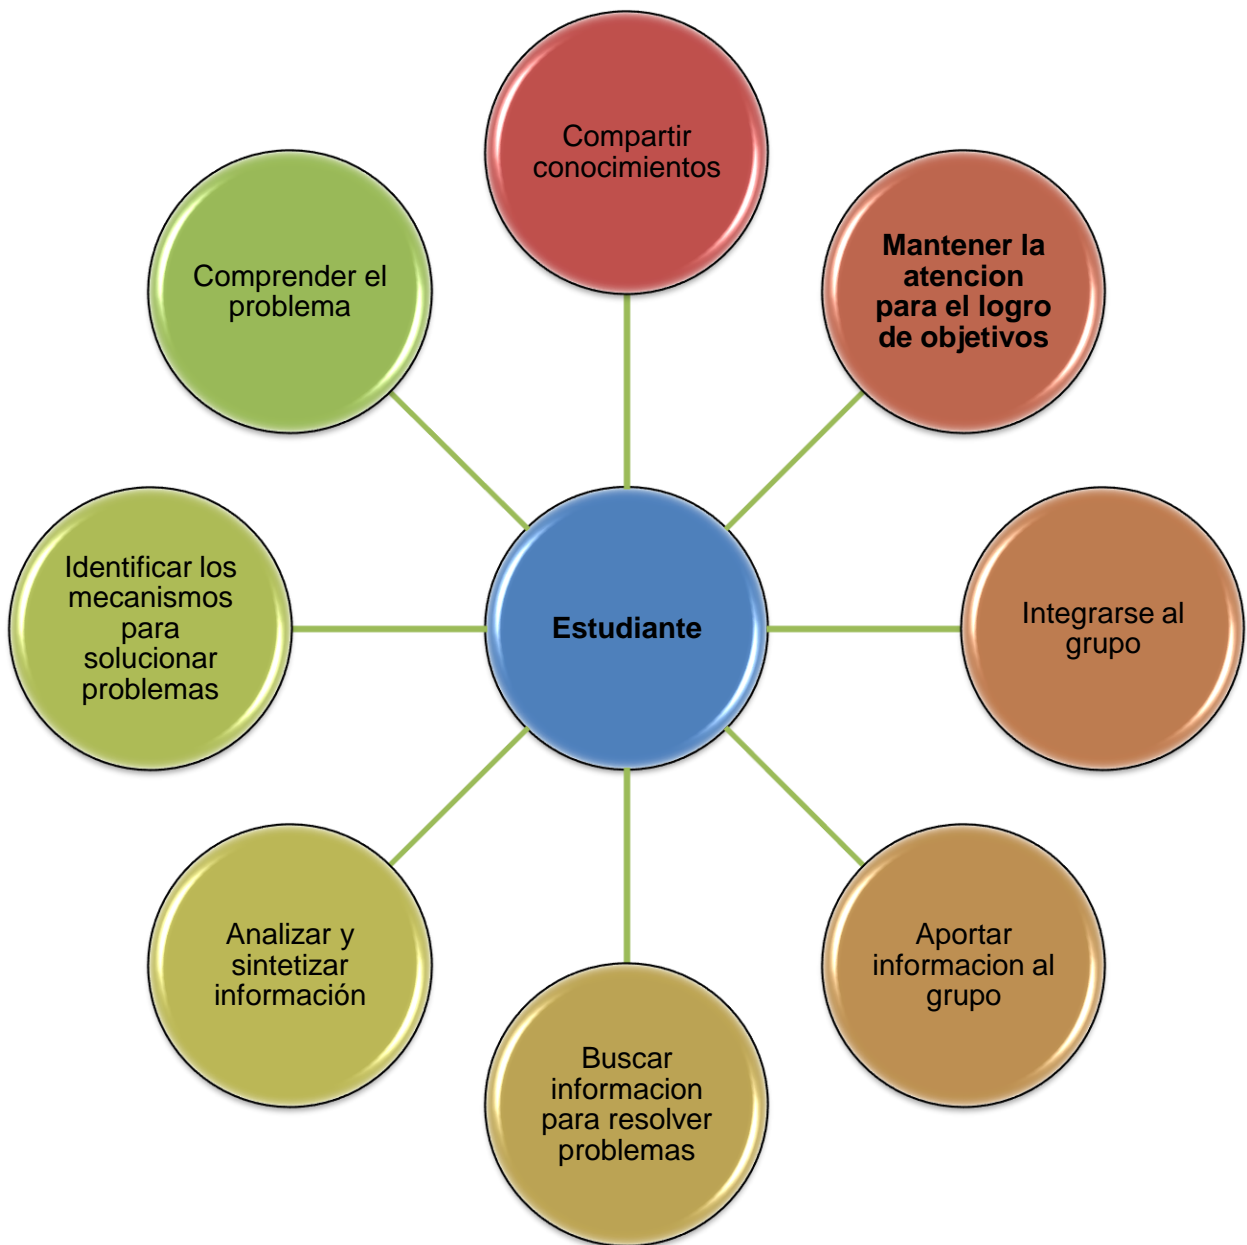 Compartir
conocimientos
Mantener la
atencion
para el logro
de objetivos
Integrarse al
grupo
Aportar
informacion al
grupo
Buscar
informacion
para resolver
problemas
Analizar y
sintetizar
información
Identificar los
mecanismos
para
solucionar
problemas
Comprender el
problema
Estudiante